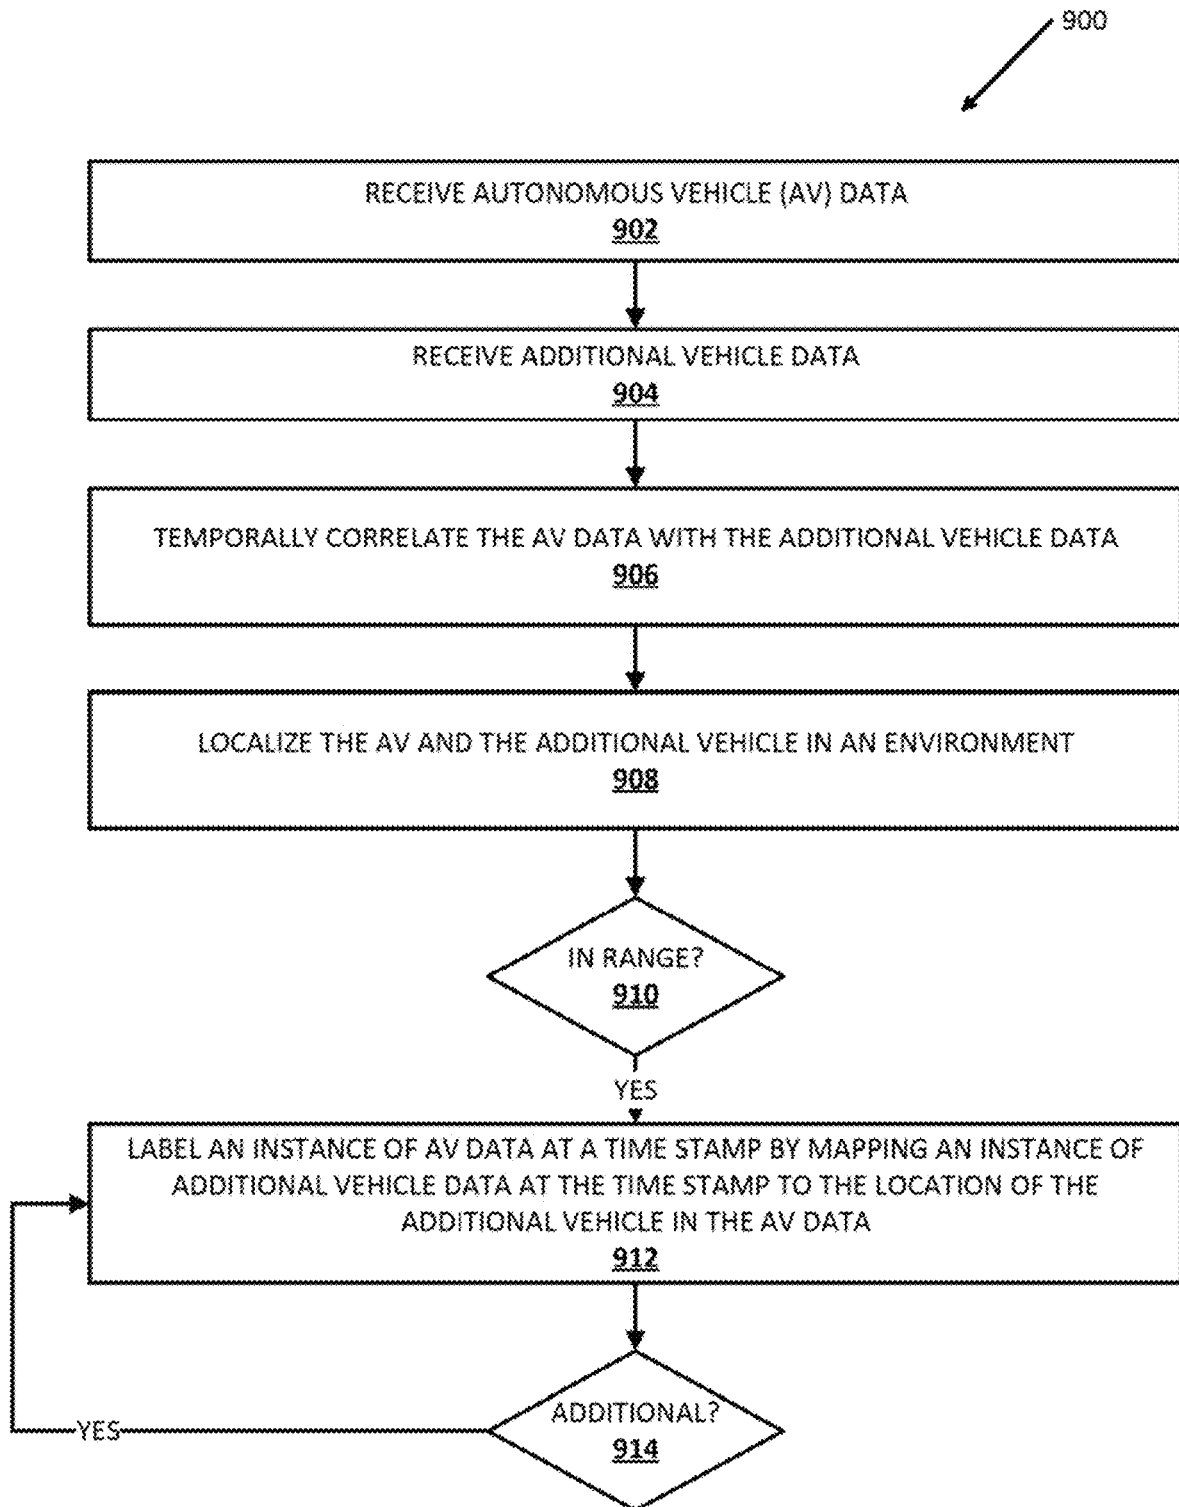 900
RECEIVE AUTONOMOUS VEHICLE (AV) DATA
902
RECEIVE ADDITIONAL VEHICLE DATA
904
TEMPORALLY CORRELATE THE AV DATA WITH THE ADDITIONAL VEHICLE DATA
906
LOCALIZE THE AV AND THE ADDITIONAL VEHICLE IN AN ENVIRONMENT
908
IN RANGE?
910
YES
LABEL AN INSTANCE OF AV DATA AT A TIME STAMP BY MAPPING AN INSTANCE OF
ADDITIONAL VEHICLE DATA AT THE TIME STAMP TO THE LOCATION OF THE
ADDITIONAL VEHICLE IN THE AV DATA
912
ADDITIONAL?
YES
914